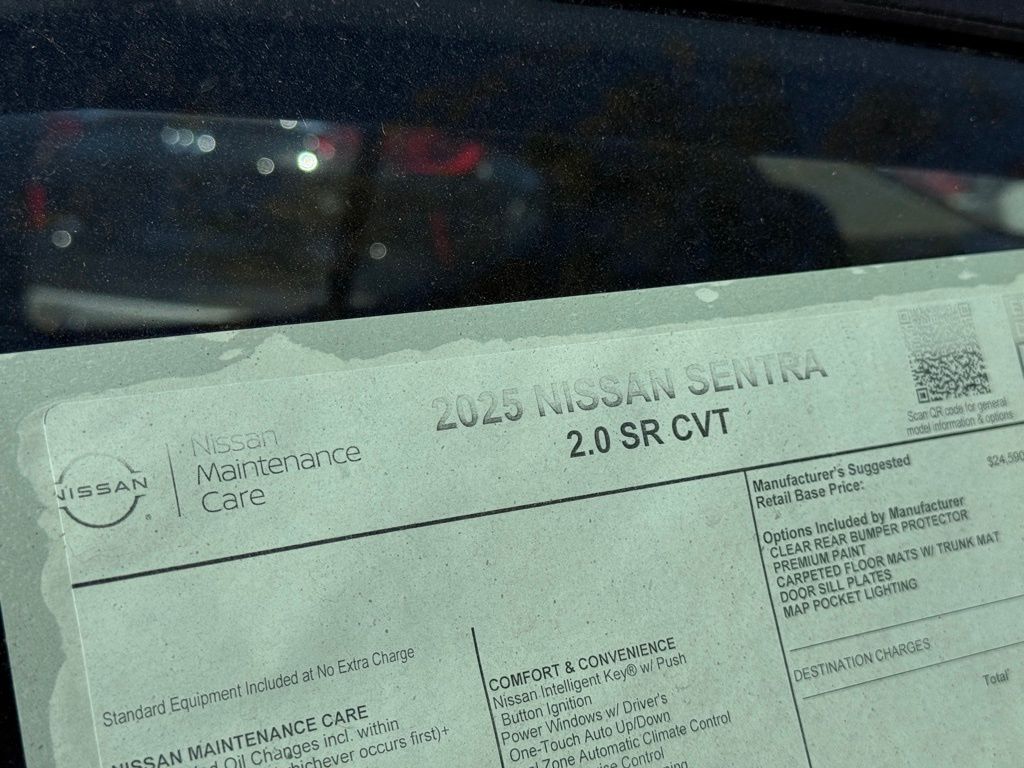 2025 NISSAN SENTRA
2.0 SR CVT
NISSAN
®
Nissan
Maintenance
Care
Scan QR code for general
model information & options
Manufacturer's Suggested
Retail Base Price:
$24,590
Options Included by Manufacturer
CLEAR REAR BUMPER PROTECTOR
PREMIUM PAINT
CARPETED FLOOR MATS W/ TRUNK MAT
DOOR SILL PLATES
MAP POCKET LIGHTING
DESTINATION CHARGES
Total
Standard Equipment Included at No Extra Charge
NISSAN MAINTENANCE CARE
Oil Changes incl. within
whichever occurs first)+
COMFORT & CONVENIENCE
Nissan Intelligent Key® w/ Push
Button Ignition
Power Windows w/ Driver's
One-Touch Auto Up/Down
Zone Automatic Climate Control
Control